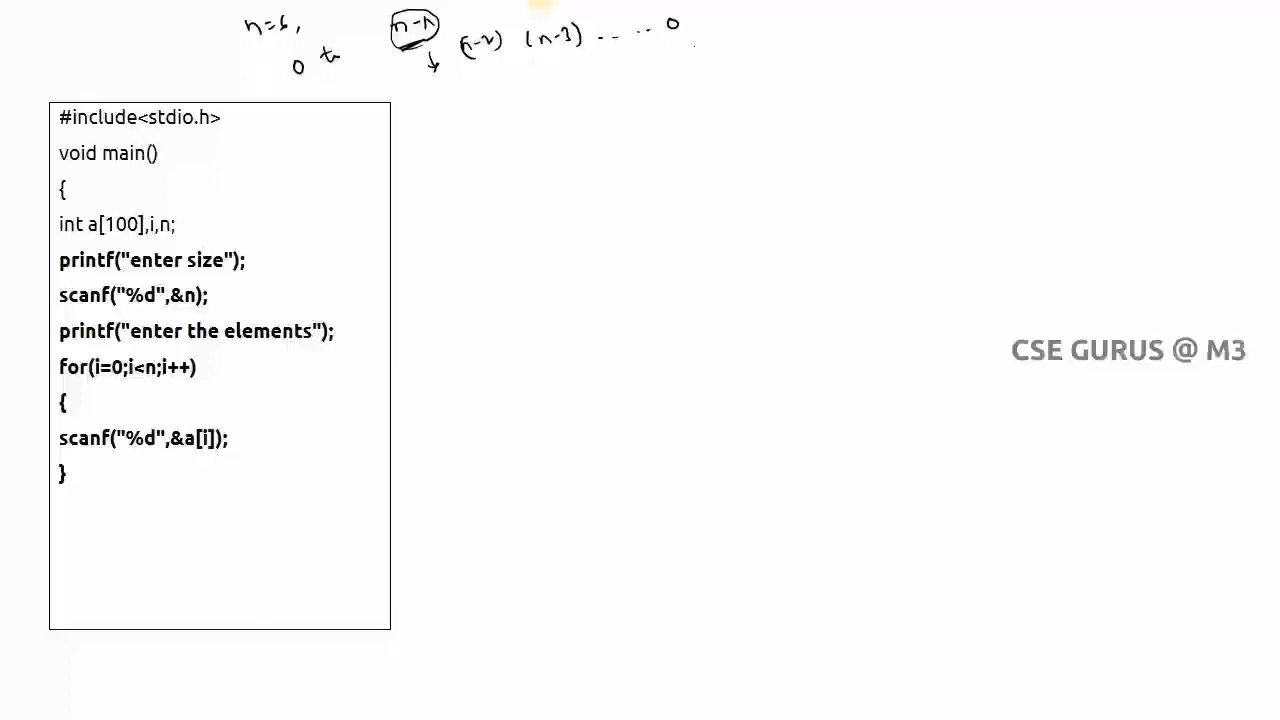 n=6, n-1 (n-2) (n-3) ...... 0
0 to
#include<stdio.h>
void main()
{
int a[100],i,n;
printf("enter size");
scanf("%d",&n);
printf("enter the elements");
for(i=0;i<n;i++)
{
scanf("%d",&a[i]);
}
CSE GURUS @ M3